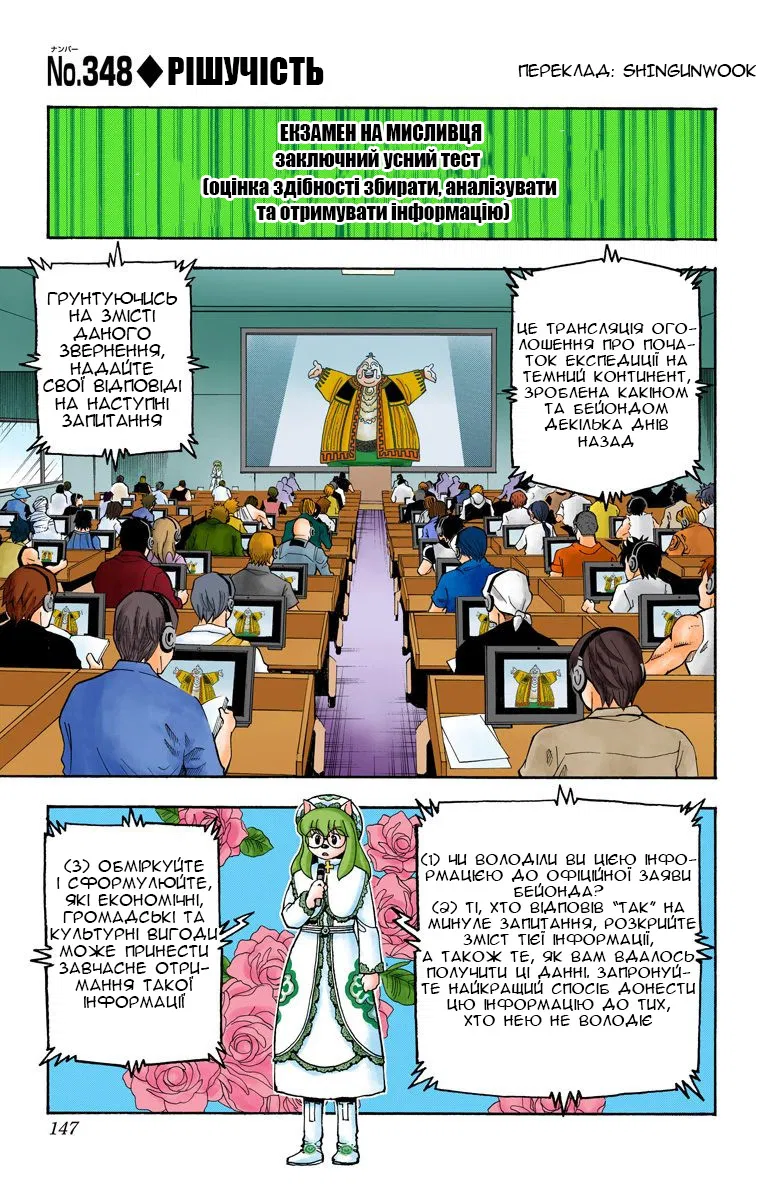 ナンバー
No.348◆РІШУЧІСТЬ
ПЕРЕКЛАД: SHINGUNWOOK
ЕКЗАМЕН НА МИСЛИВЦЯ
заключний усний тест
(оцінка здібності збирати, аналізувати
та отримувати інформацію)
ЦЕ ТРАНСЛЯЦІЯ ОГО-
ЛОШЕННЯ ПРО ПОЧА-
ТОК ЕКСПЕДИЦІЇ НА
ТЕМНИЙ КОНТИНЕНТ,
ЗРОБЛЕНА КАКІНОМ
ТА БЕЙОНДОМ
ДЕКІЛЬКА ДНІВ
НАЗАД
ГРУНТУЮЧИСЬ
НА ЗМІСТІ
ДАНОГО
ЗВЕРНЕННЯ,
НАДАЙТЕ
СВОЇ ВІДПОВІДІ
НА НАСТУПНІ
ЗАПИТАННЯ
(1) ЧИ ВОЛОДІЛИ ВИ ЦІЄЮ ІНФО-
РМАЦІЄЮ ДО ОФІЦІЙНОЇ ЗАЯВИ
БЕЙОНДА?
(2) ТІ, ХТО ВІДПОВІВ "ТАК" НА
МИНУЛЕ ЗАПИТАННЯ, РОЗКРИЙТЕ
ЗМІСТ ТІЄЇ ІНФОРМАЦІЇ,
А ТАКОЖ ТЕ, ЯК ВАМ ВДАЛОСЬ
ПОЛУЧИТИ ЦІ ДАННІ. ЗАПРОНУЙ-
ТЕ НАЙКРАЩИЙ СПОСІБ ДОНЕСТИ
ЦЮ ІНФОРМАЦІЮ ДО ТИХ,
ХТО НЕЮ НЕ ВОЛОДІЄ
(3) ОБМІРКУЙТЕ
І СФОРМУЛЮЙТЕ,
ЯКІ ЕКОНОМІЧНІ,
ГРОМАДСЬКІ ТА
КУЛЬТУРНІ ВИГОДИ
МОЖЕ ПРИНЕСТИ
ЗАВЧАСНЕ ОТРИ-
МАННЯ ТАКОЇ
ІНФОРМАЦІЇ
147